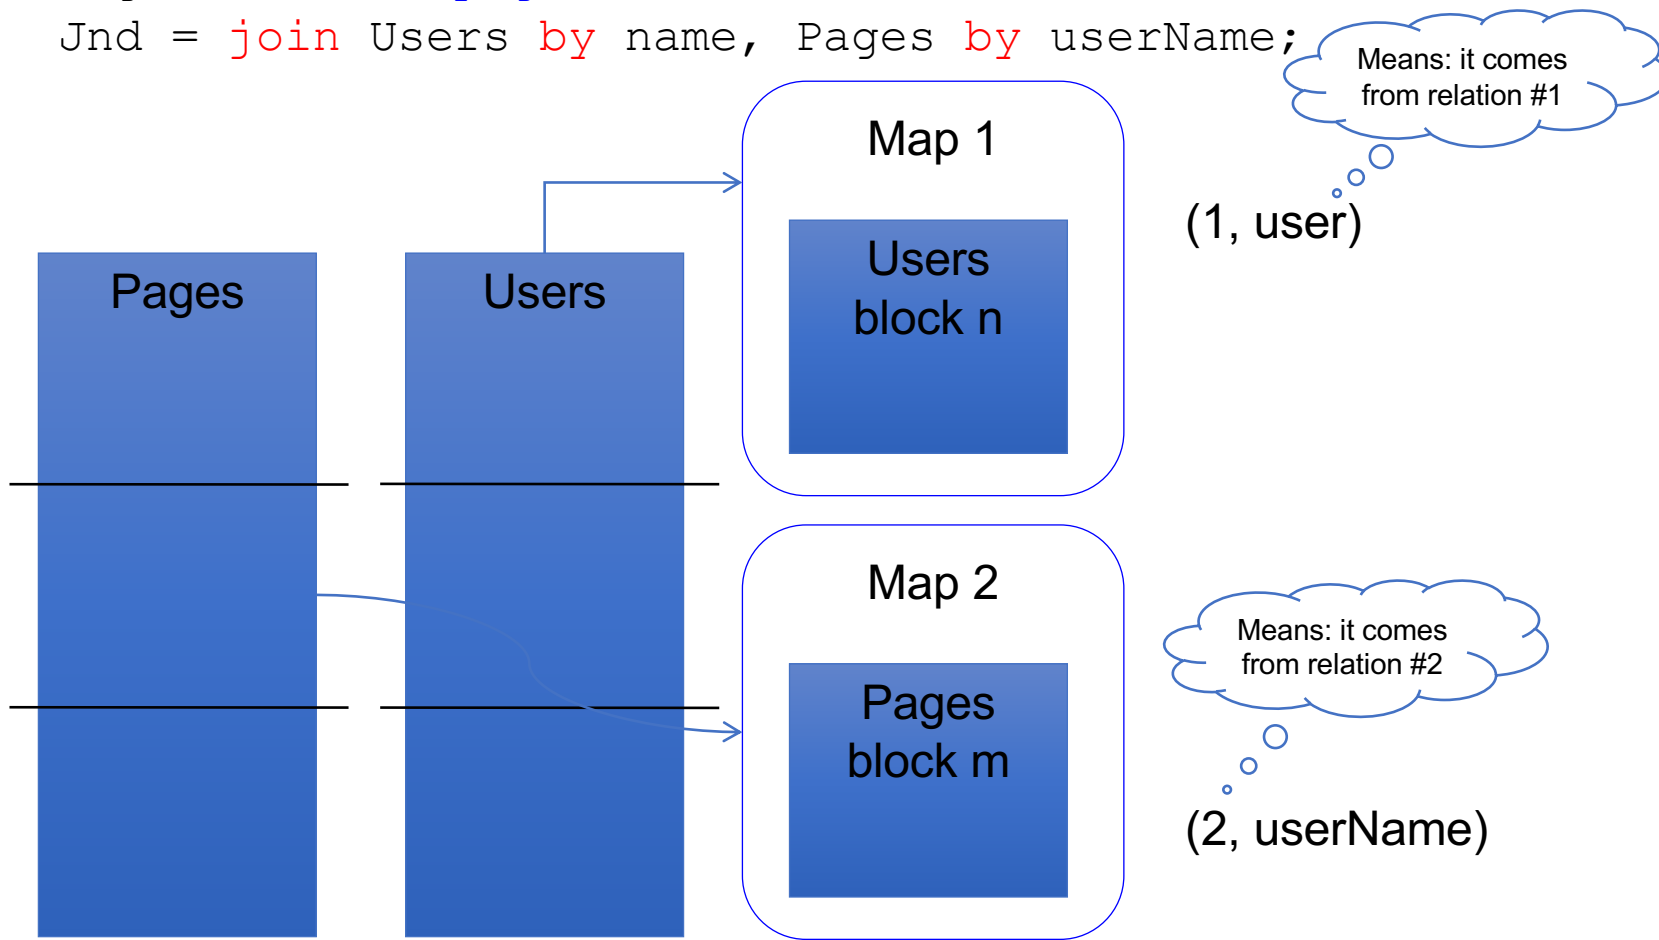 Jnd = join Users by name, Pages by userName;
Means: it comes
from relation #1
Map 1
(1, user)
Users
block n
Pages
Users
Map 2
Means: it comes
from relation #2
Pages
block m
(2, userName)